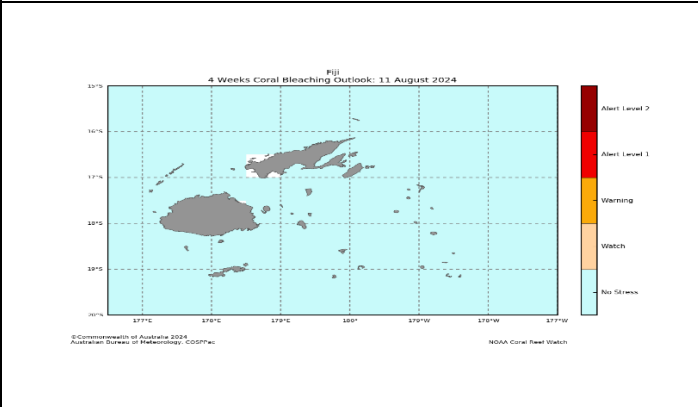 Fiji
4 Weeks Coral Bleaching Outlook: 11 August 2024
15°S
16°S
17°S
18°S
19°S
20°S
177°E
178°E
179°E
180°
179°W
178°W
177°W
Alert Level 2
Alert Level 1
Warning
Watch
No Stress
©Commonwealth of Australia 2024
Australian Bureau of Meteorology, COSPPac
NOAA Coral Reef Watch